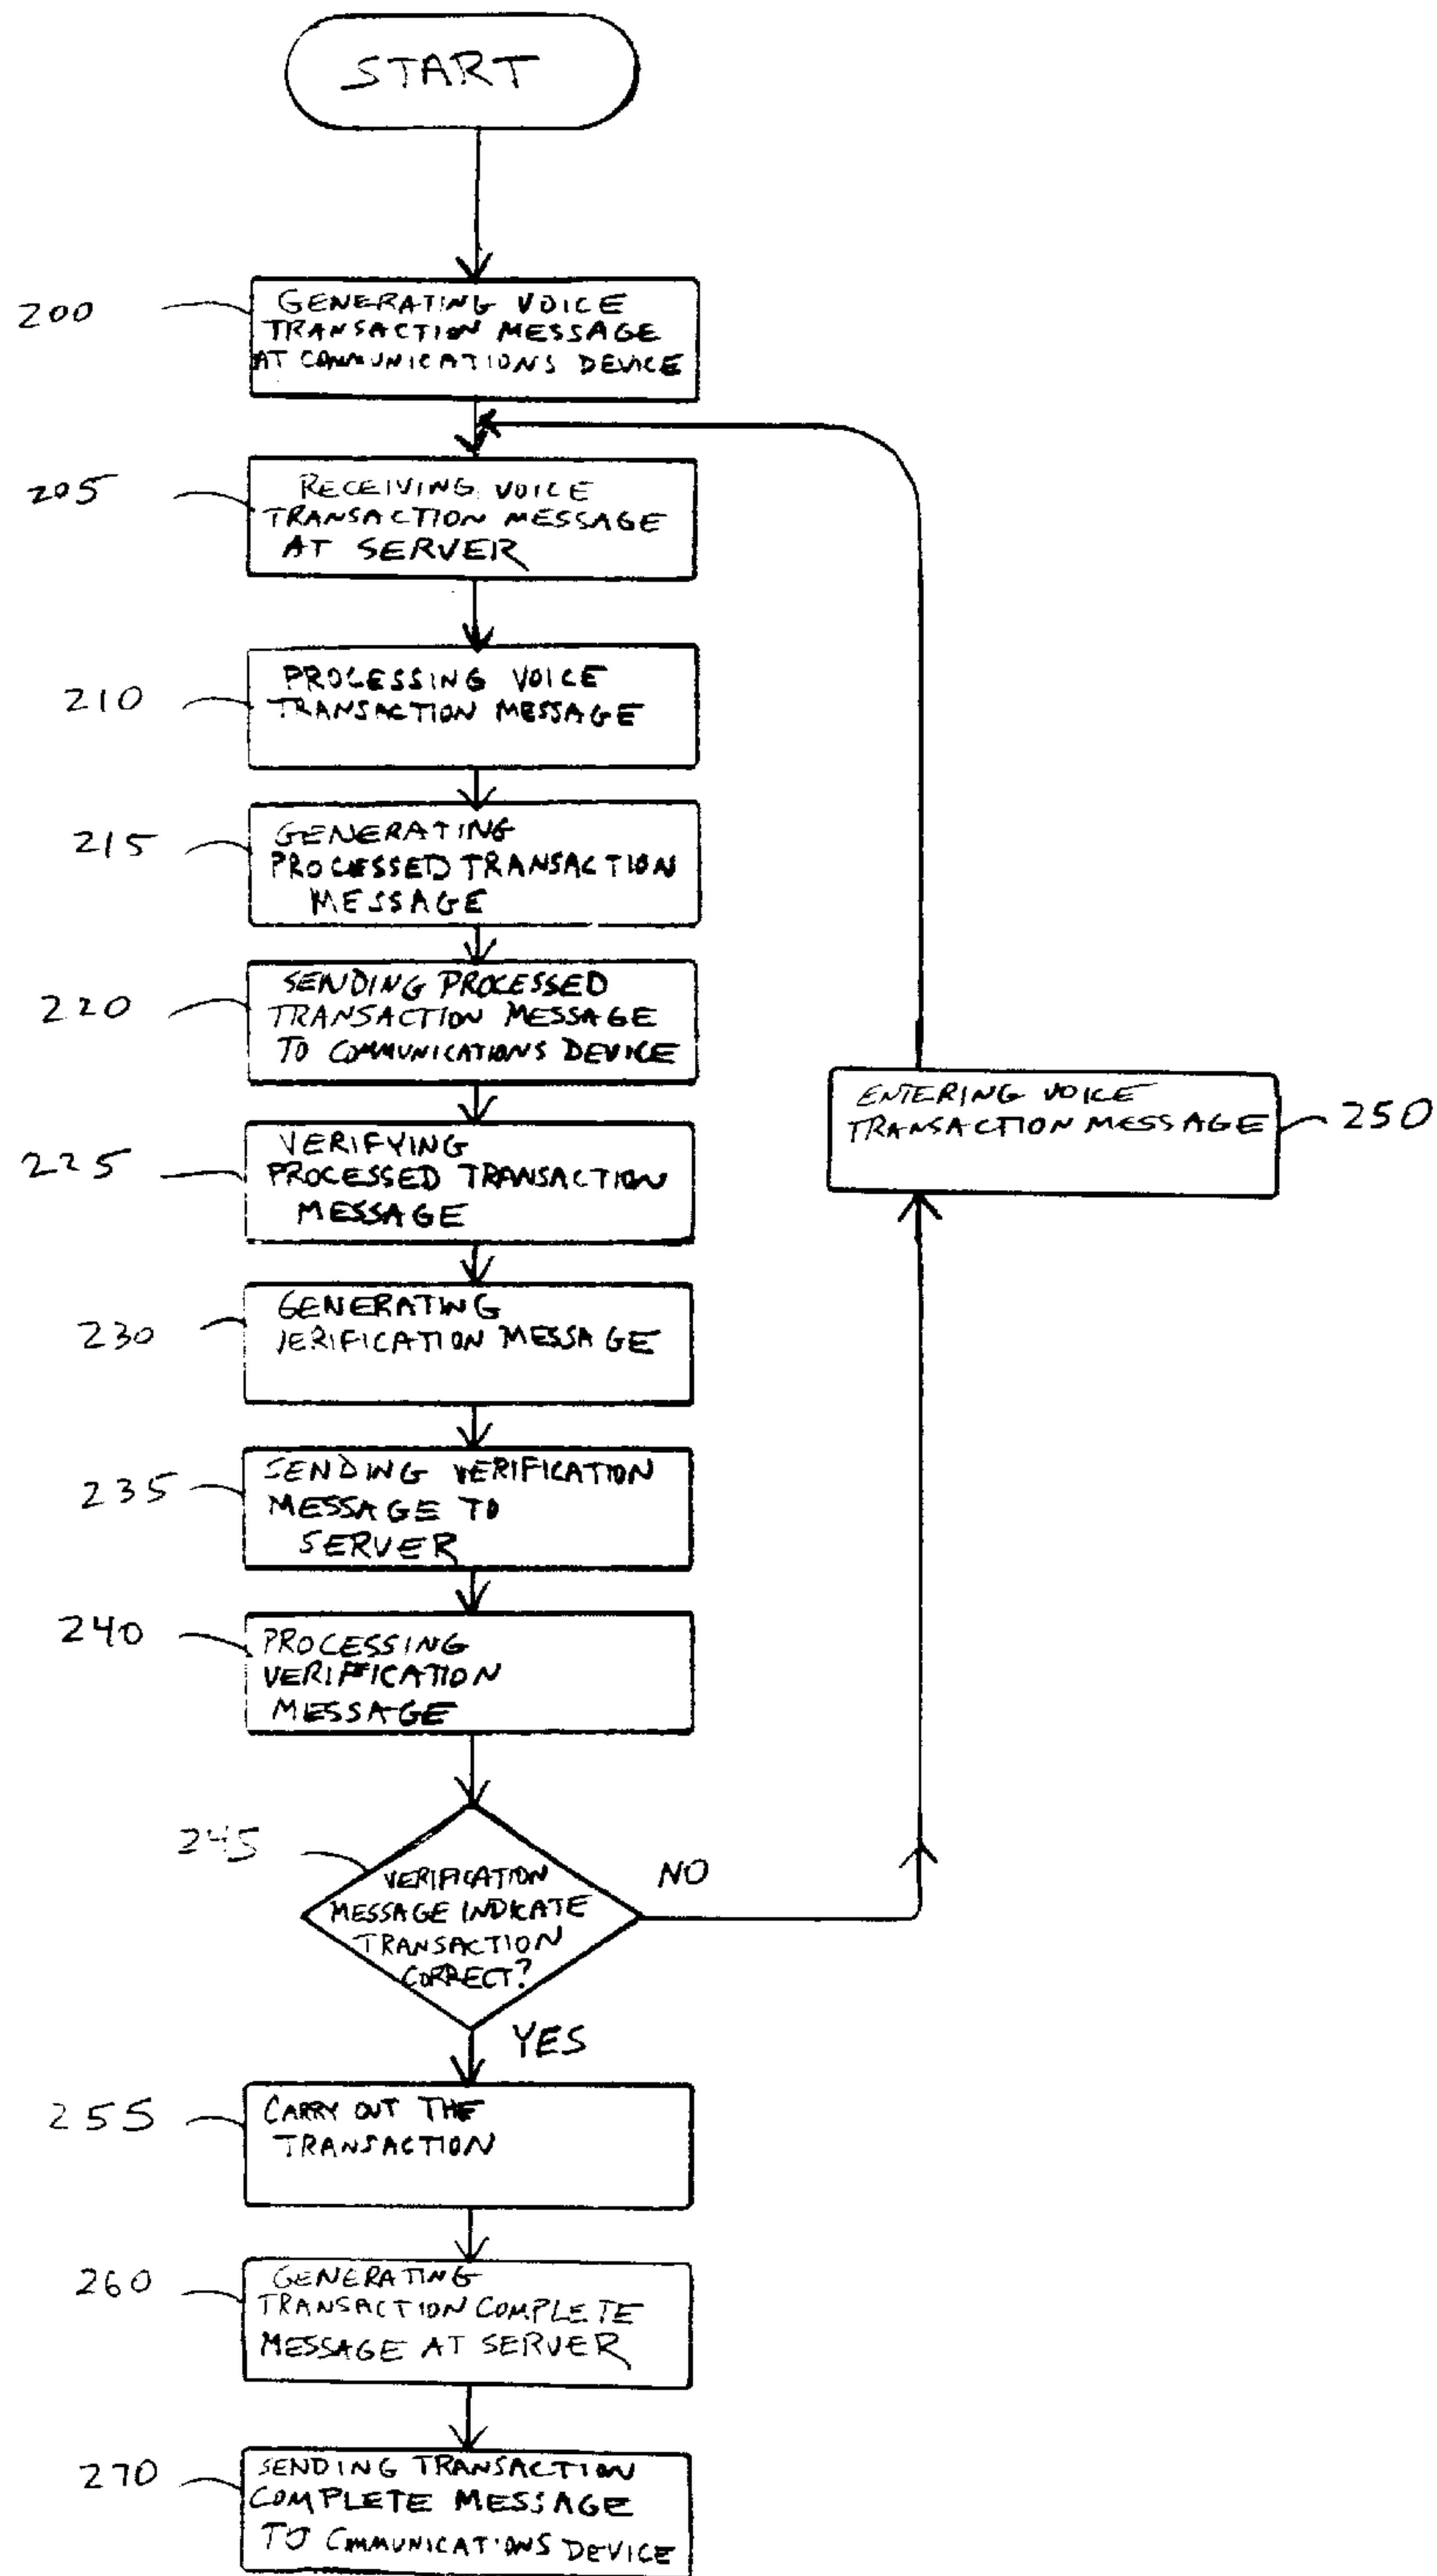 START
200
GENERATING VOICE
TRANSACTION MESSAGE
AT COMMUNICATIONS DEVICE
205
RECEIVING VOICE
TRANSACTION MESSAGE
AT SERVER
210
PROCESSING VOICE
TRANSACTION MESSAGE
215
GENERATING
PROCESSED TRANSACTION
MESSAGE
220
SENDING PROCESSED
TRANSACTION MESSAGE
TO COMMUNICATIONS DEVICE
ENTERING VOICE
TRANSACTION MESSAGE
250
225
VERIFYING
PROCESSED TRANSACTION
MESSAGE
230
GENERATING
VERIFICATION MESSAGE
235
SENDING VERIFICATION
MESSAGE TO
SERVER
240
PROCESSING
VERIFICATION
MESSAGE
245
VERIFICATION
MESSAGE INDICATE
TRANSACTION
CORRECT?
NO
YES
255
CARRY OUT THE
TRANSACTION
260
GENERATING
TRANSACTION COMPLETE
MESSAGE AT SERVER
270
SENDING TRANSACTION
COMPLETE MESSAGE
TO COMMUNICATIONS DEVICE